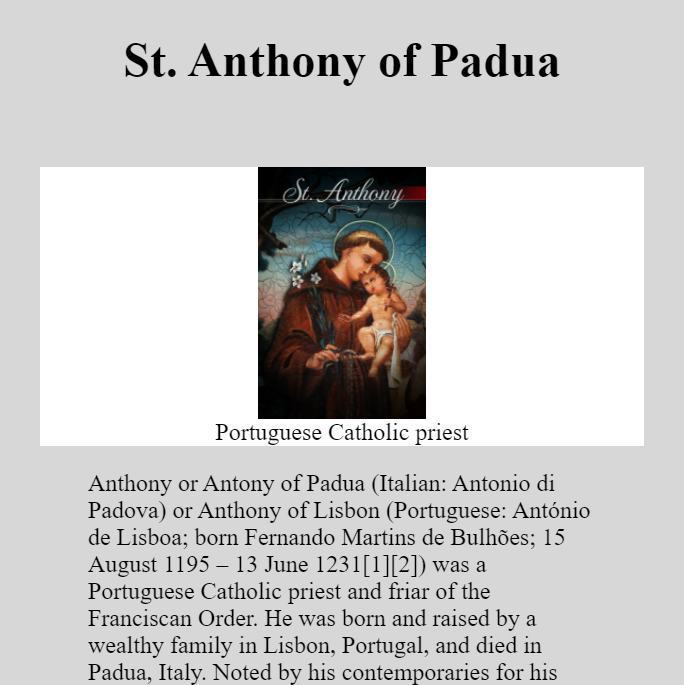 St. Anthony of Padua
St. Anthony
Portuguese Catholic priest
Anthony or Antony of Padua (Italian: Antonio di
Padova) or Anthony of Lisbon (Portuguese: António
de Lisboa; born Fernando Martins de Bulhões; 15
August 1195 – 13 June 1231[1][2]) was a
Portuguese Catholic priest and friar of the
Franciscan Order. He was born and raised by a
wealthy family in Lisbon, Portugal, and died in
Padua, Italy. Noted by his contemporaries for his